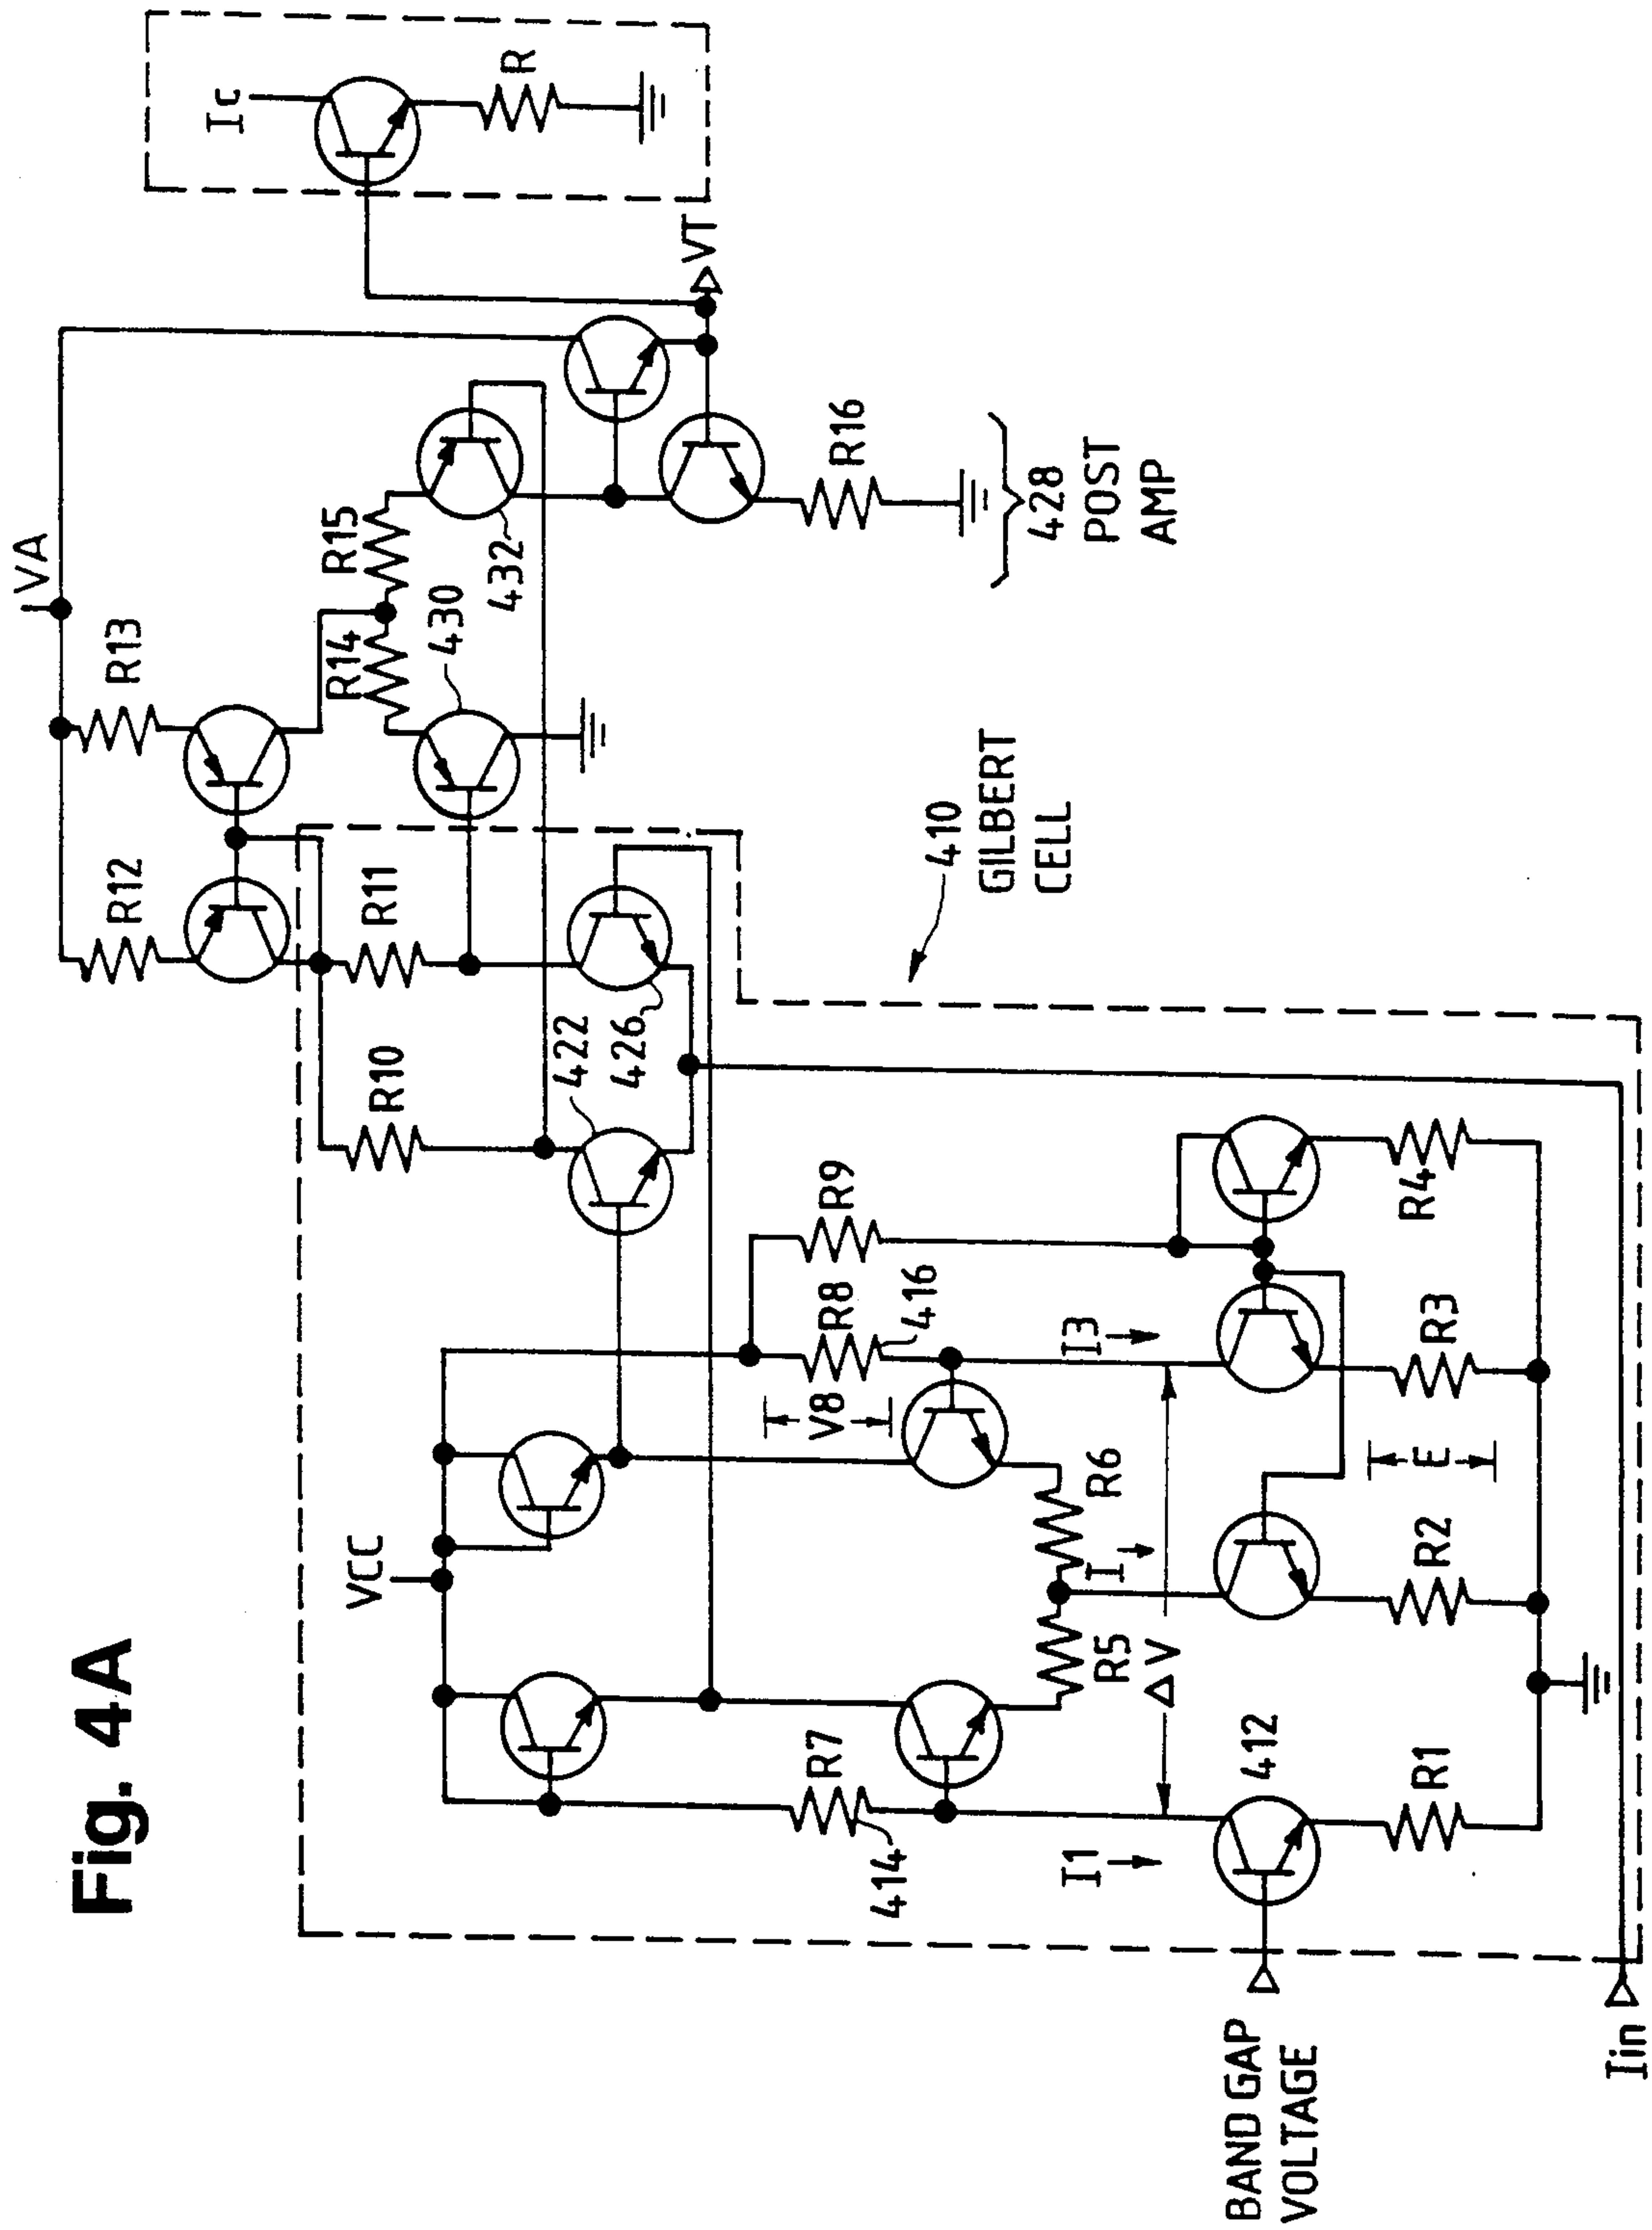 Fig. 4A
VA
R12
R13
R14
R15
430
432
R10
R11
422
426
VT
Ic
R
R16
428
POST
AMP
410
GILBERT
CELL
VCC
R7
414
V8
R8
416
R9
I1
ΔV
R5
I
R6
I3
412
R1
R2
E
R3
R4
BAND GAP
VOLTAGE
Iin